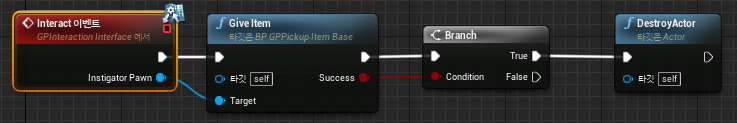 Interact 이벤트
GPInteraction Interface 에서
Instigator Pawn
Give Item
타깃은 BP GPPickup Item Base
타깃 self
Success
Target
Branch
True
Condition
False
DestroyActor
타깃은 Actor
타깃 self